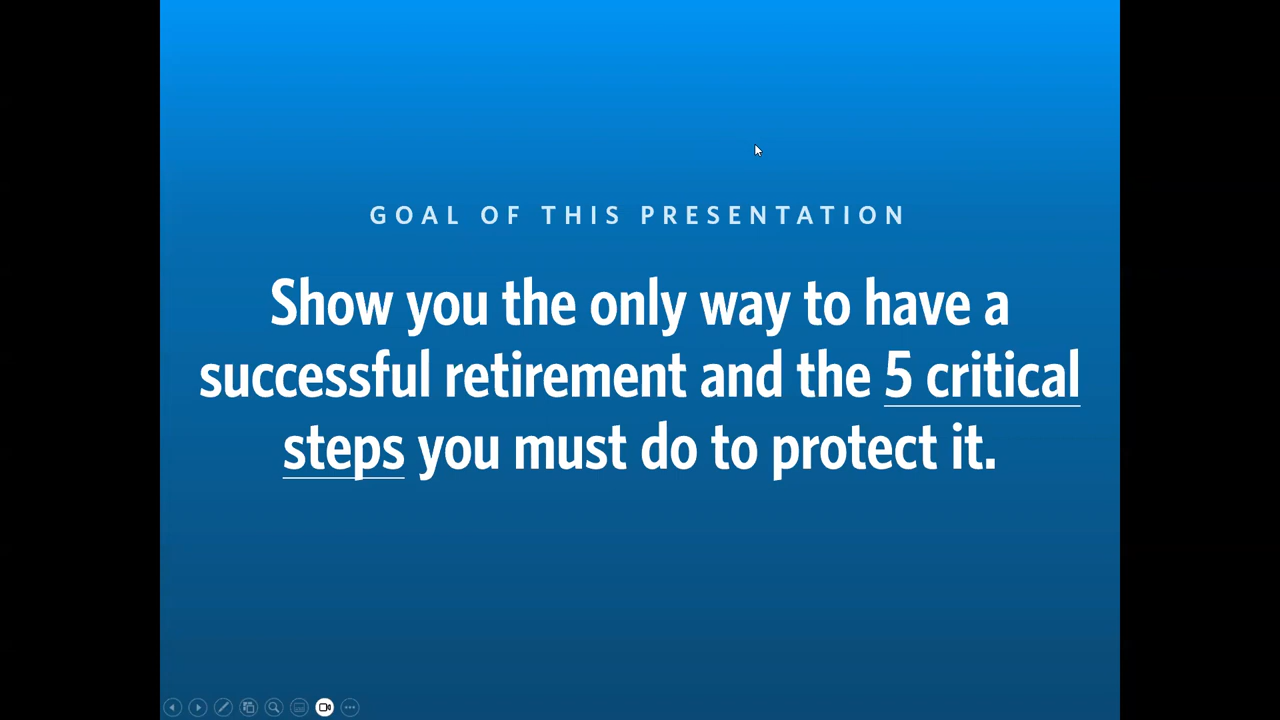 GOAL OF THIS PRESENTATION
Show you the only way to have a
successful retirement and the 5 critical
steps you must do to protect it.